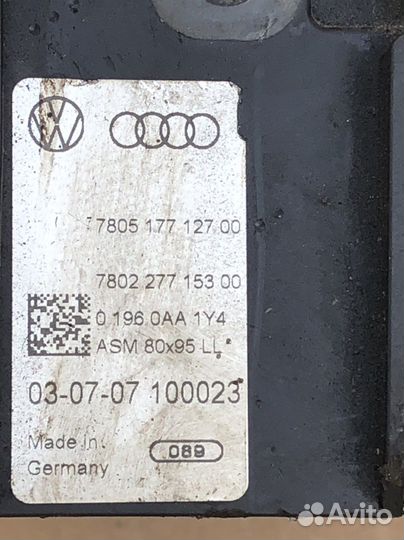 7805 177 127 00
7802 277 153 00
0 196 0AA 1Y4
ASM 80x95 LL
03-07-07 100023
Made in
Germany
089
Avito